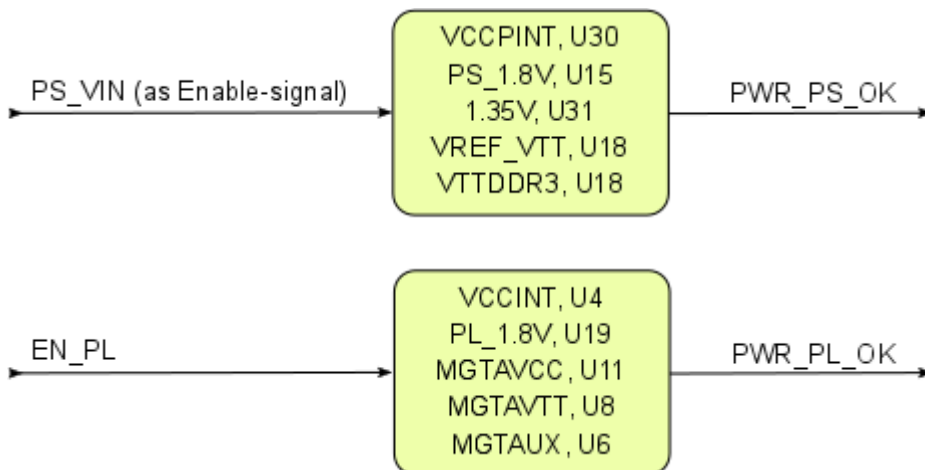 PS_VIN (as Enable-signal)
VCCPINT, U30
PS_1.8V, U15
1.35V, U31
VREF_VTT, U18
VTTDDR3, U18
PWR_PS_OK
EN_PL
VCCINT, U4
PL_1.8V, U19
MGTAVCC, U11
MGTAVTT, U8
MGTAUX, U6
PWR_PL_OK